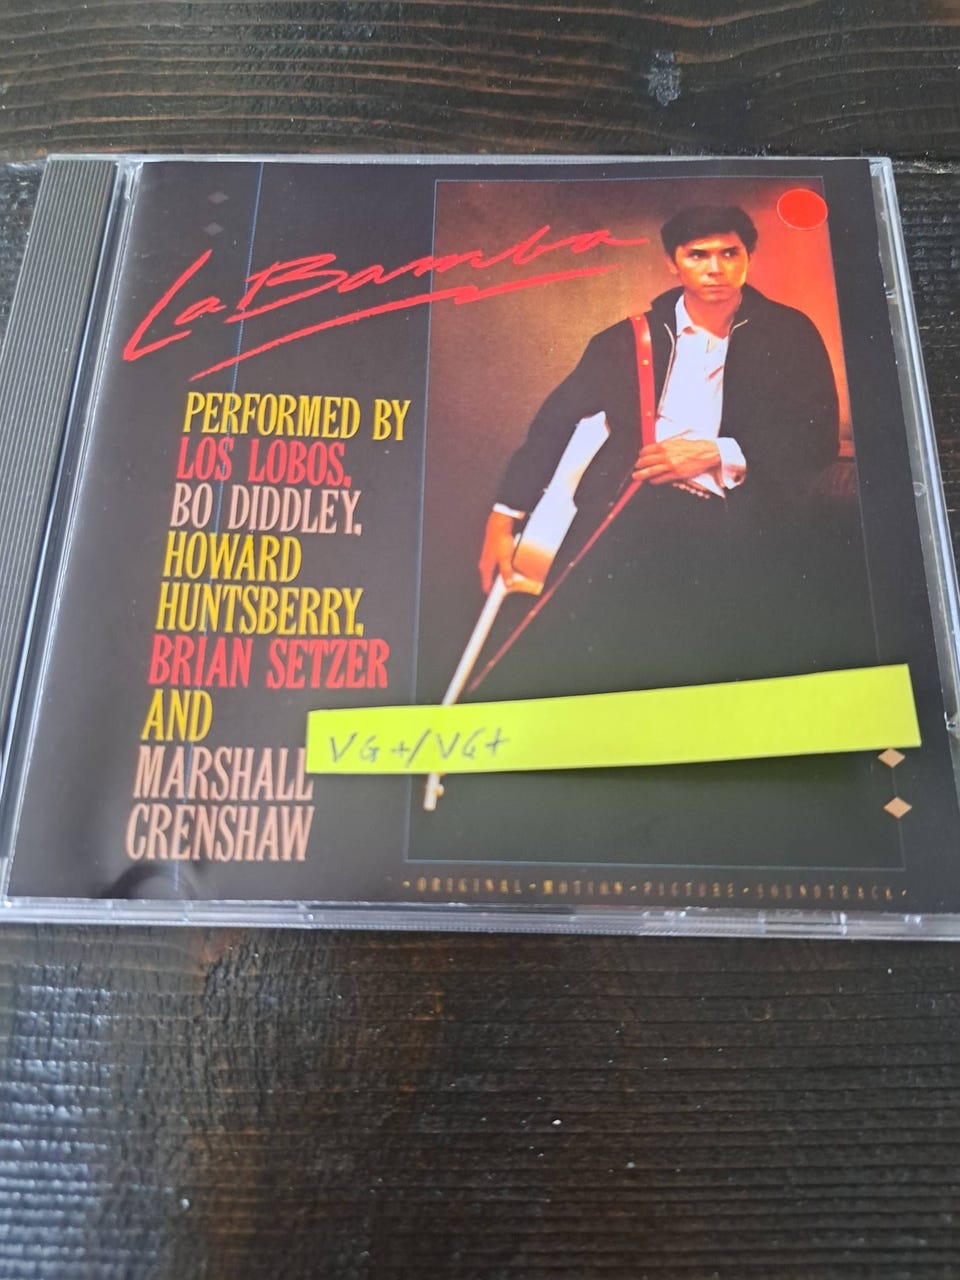 La Bamba
PERFORMED BY
LOS LOBOS,
BO DIDDLEY,
HOWARD
HUNTSBERRY,
BRIAN SETZER
AND
MARSHALL
CRENSHAW
VG+/VG+
·ORIGINAL·MOTION·PICTURE·SOUNDTRACK·